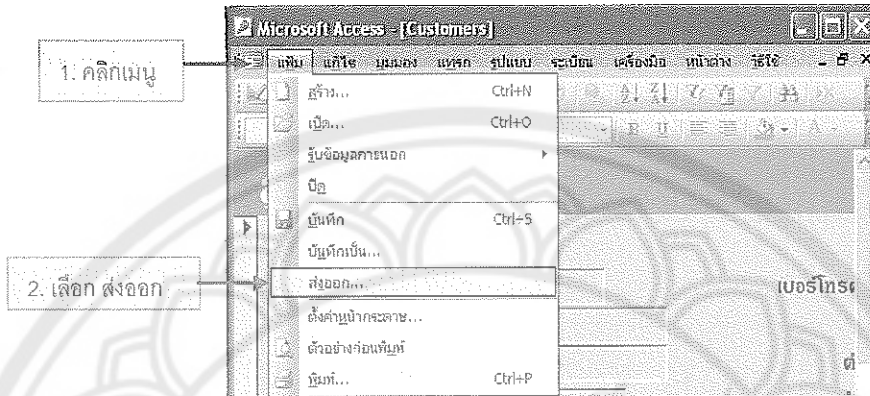 Microsoft Access - [Customers]
1. คลิกเมนู
แฟ้ม แก้ไข มุมมอง แทรก รูปแบบ ระเบียน เครื่องมือ หน้าต่าง วิธีใช้
สร้าง... Ctrl+N
เปิด... Ctrl+O
รับข้อมูลภายนอก
ปิด
บันทึก Ctrl+S
บันทึกเป็น...
2. เลือก ส่งออก
ส่งออก...
เบอร์โทรศ
ตั้งค่าหน้ากระดาษ...
ตัวอย่างก่อนพิมพ์
พิมพ์... Ctrl+P